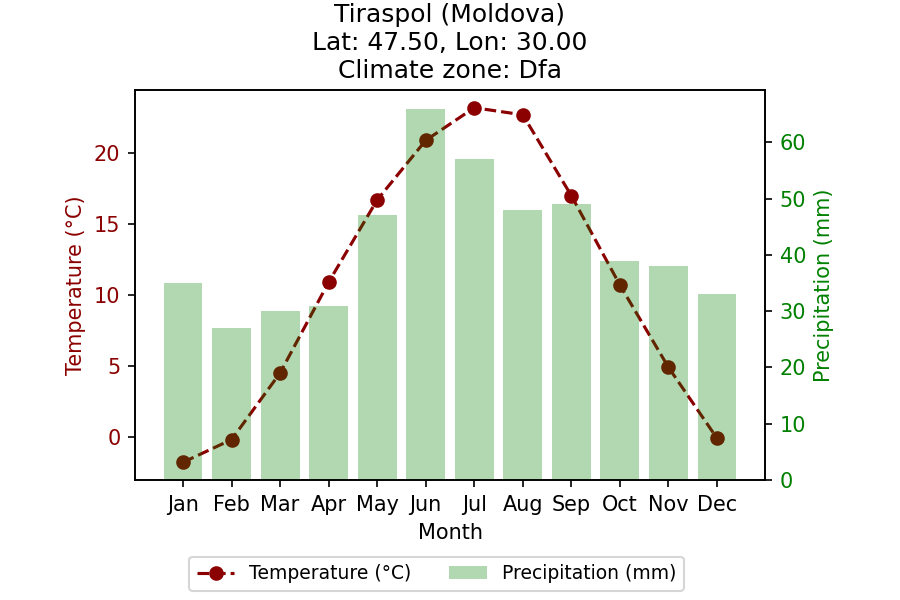 Tiraspol (Moldova)
Lat: 47.50, Lon: 30.00
Climate zone: Dfa
Temperature (°C)
20
15
10
5
0
60
50
40
30
20
10
0
Precipitation (mm)
Jan Feb Mar Apr May Jun Jul Aug Sep Oct Nov Dec
Month
Temperature (°C) Precipitation (mm)